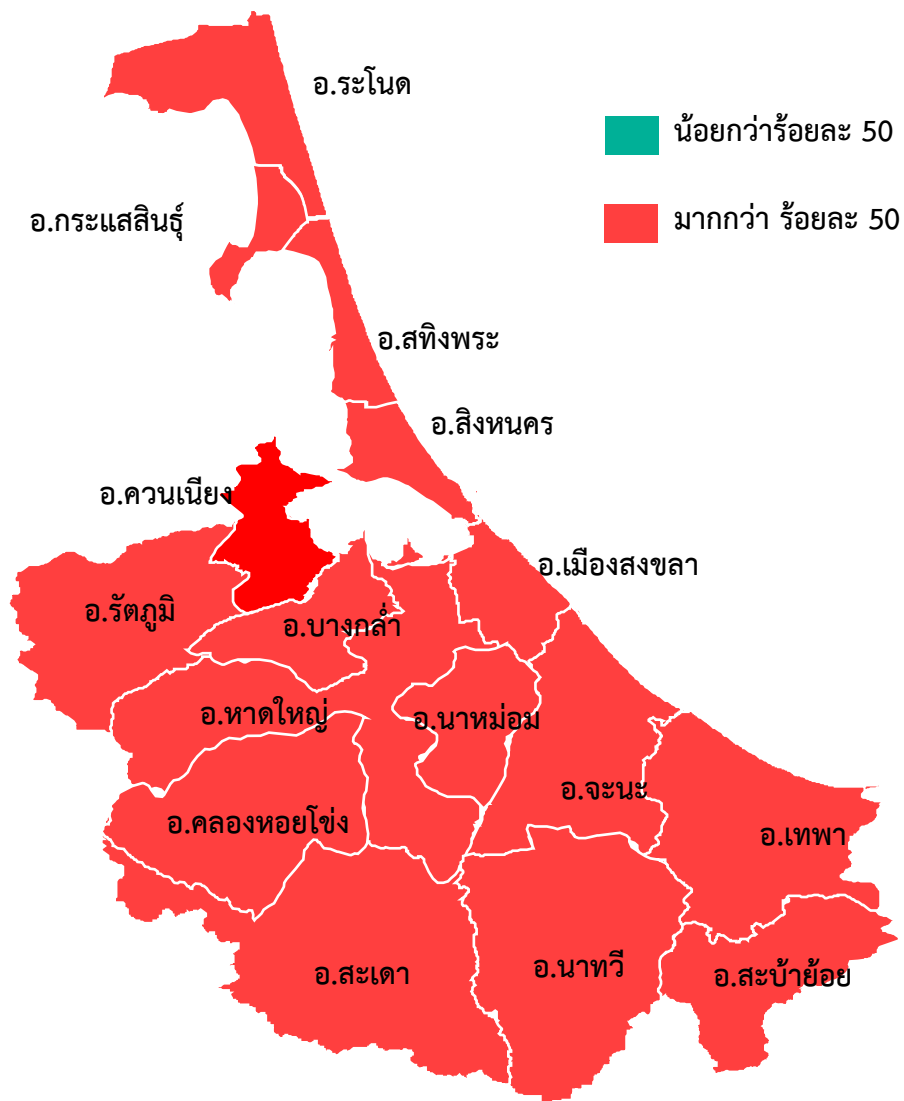 อ.ระโนด
น้อยกว่าร้อยละ 50
อ.กระแสสินธุ์
มากกว่า ร้อยละ 50
อ.สทิงพระ
อ.สิงหนคร
อ.ควนเนียง
อ.เมืองสงขลา
อ.รัตภูมิ
อ.บางกล่ำ
อ.หาดใหญ่
อ.นาหม่อม
อ.จะนะ
อ.คลองหอยโข่ง
อ.เทพา
อ.สะเดา
อ.นาทวี
อ.สะบ้าย้อย